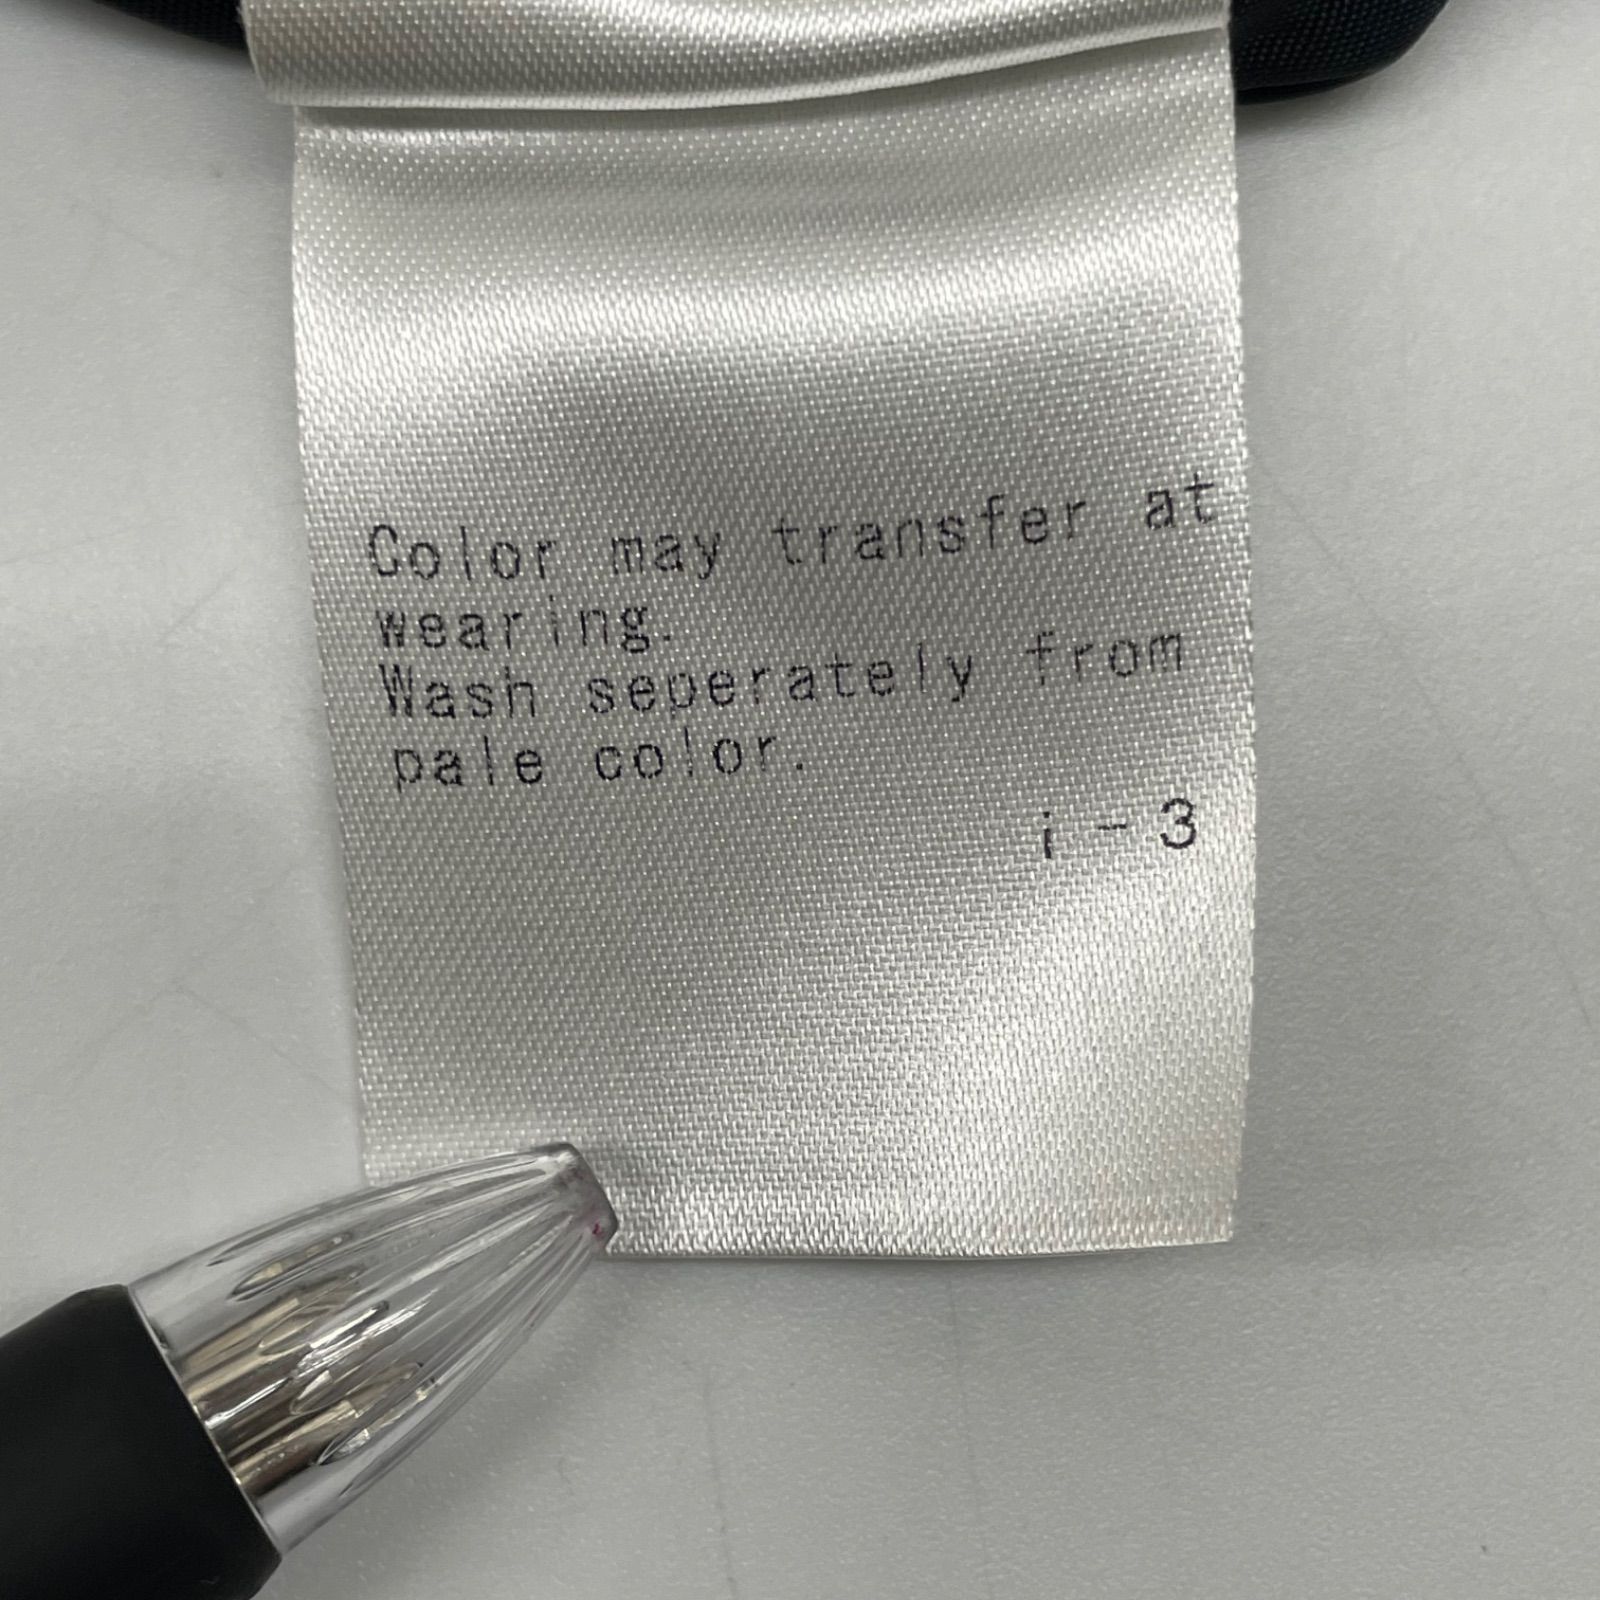 Color may transfer at
wearing.
Wash seperately from
pale color.
i-3